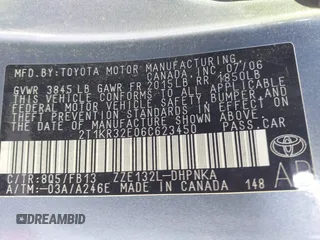 MFD.BY:TOYOTA MOTOR MANUFACTURING
CANADA, INC. 07/06
GVWR 3845 LB GAWR FR 2015LB RR 1850LB
THIS VEHICLE CONFORMS TO ALL APPLICABLE
FEDERAL MOTOR VEHICLE SAFETY, BUMPER, AND
THEFT PREVENTION STANDARDS IN EFFECT ON
THE DATE OF MANUFACTURE SHOWN ABOVE.
2T1KR32E06C623450 PASS.CAR
C/TR:8Q5/FB13 ZZE132L-DHPNKA
A/TM:-03A/A246E MADE IN CANADA 148
TOYOTA